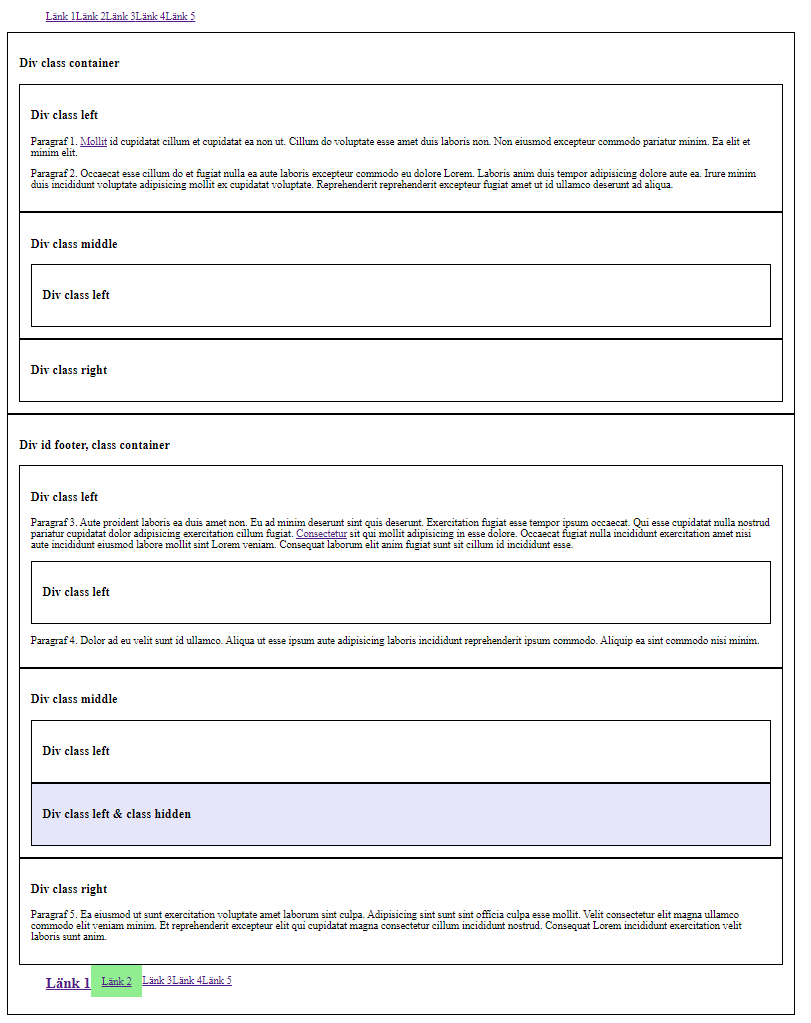 Länk 1Länk 2Länk 3Länk 4Länk 5
Div class container
Div class left
Paragraf 1. Mollit id cupidatat cillum et cupidatat ea non ut. Cillum do voluptate esse amet duis laboris non. Non eiusmod excepteur commodo pariatur minim. Ea elit et
minim elit.
Paragraf 2. Occaecat esse cillum do et fugiat nulla ea aute laboris excepteur commodo eu dolore Lorem. Laboris anim duis tempor adipisicing dolore aute ea. Irure minim
duis incididunt voluptate adipisicing mollit ex cupidatat voluptate. Reprehenderit reprehenderit excepteur fugiat amet ut id ullamco deserunt ad aliqua.
Div class middle
Div class left
Div class right
Div id footer, class container
Div class left
Paragraf 3. Aute proident laboris ea duis amet non. Eu ad minim deserunt sint quis deserunt. Exercitation fugiat esse tempor ipsum occaecat. Qui esse cupidatat nulla nostrud
pariatur cupidatat dolor adipisicing exercitation cillum fugiat. Consectetur sit qui mollit adipisicing in esse dolore. Occaecat fugiat nulla incididunt exercitation amet nisi
aute incididunt eiusmod labore mollit sint Lorem veniam. Consequat laborum elit anim fugiat sunt sit cillum id incididunt esse.
Div class left
Paragraf 4. Dolor ad eu velit sunt id ullamco. Aliqua ut esse ipsum aute adipisicing laboris incididunt reprehenderit ipsum commodo. Aliquip ea sint commodo nisi minim.
Div class middle
Div class left
Div class left & class hidden
Div class right
Paragraf 5. Ea eiusmod ut sunt exercitation voluptate amet laborum sint culpa. Adipisicing sint sunt sint officia culpa esse mollit. Velit consectetur elit magna ullamco
commodo elit veniam minim. Et reprehenderit excepteur elit qui cupidatat magna consectetur cillum incididunt nostrud. Consequat Lorem incididunt exercitation velit
laboris sunt anim.
Länk 1 Länk 2 Länk 3Länk 4Länk 5